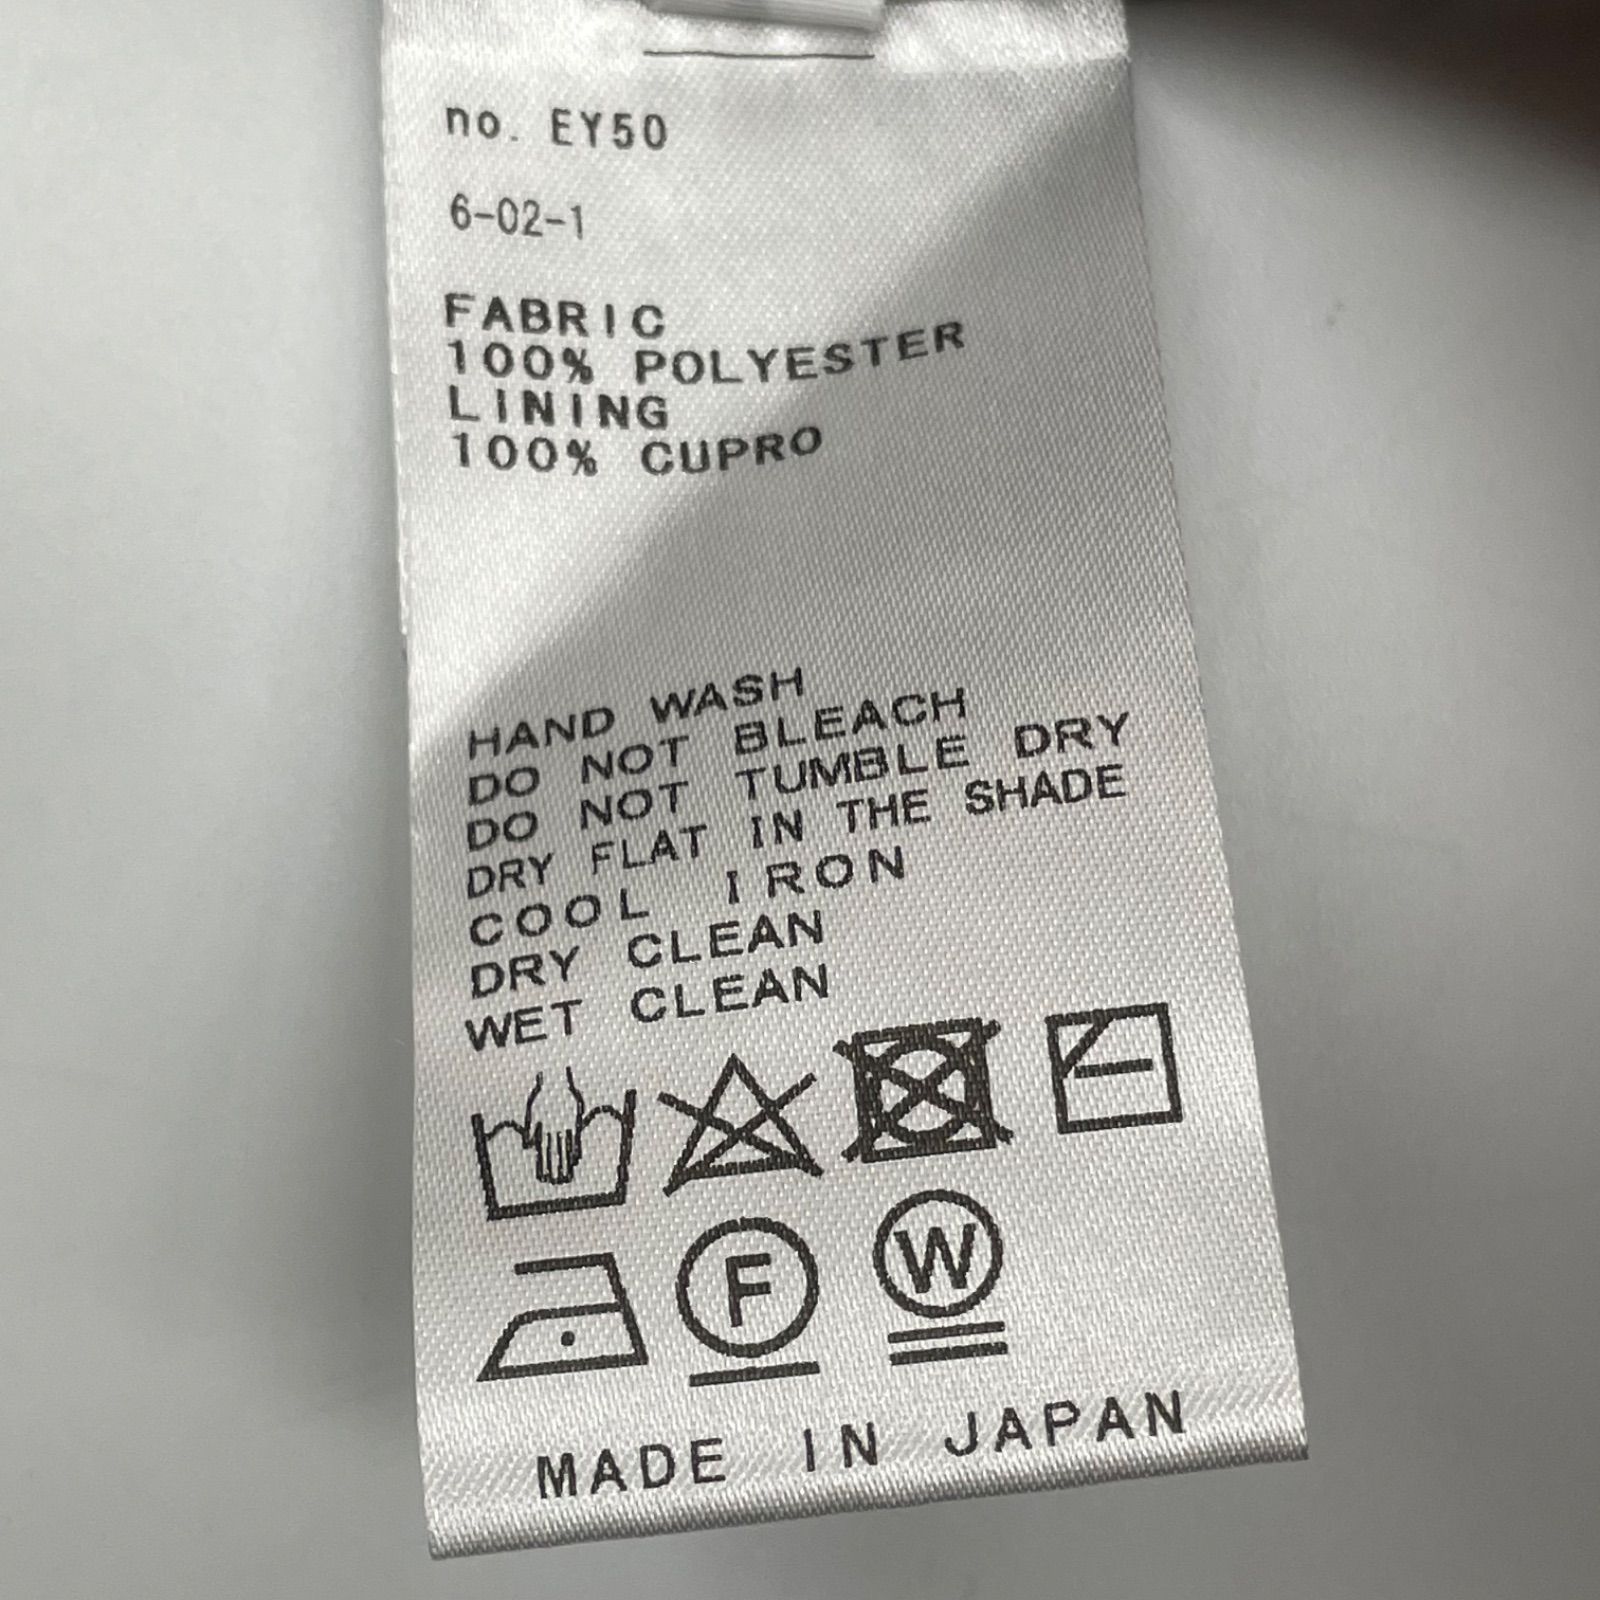 no. EY50
6-02-1
FABRIC
100% POLYESTER
LINING
100% CUPRO
HAND WASH
DO NOT BLEACH
DO NOT TUMBLE DRY
DRY FLAT IN THE SHADE
COOL IRON
DRY CLEAN
WET CLEAN
F W
MADE IN JAPAN